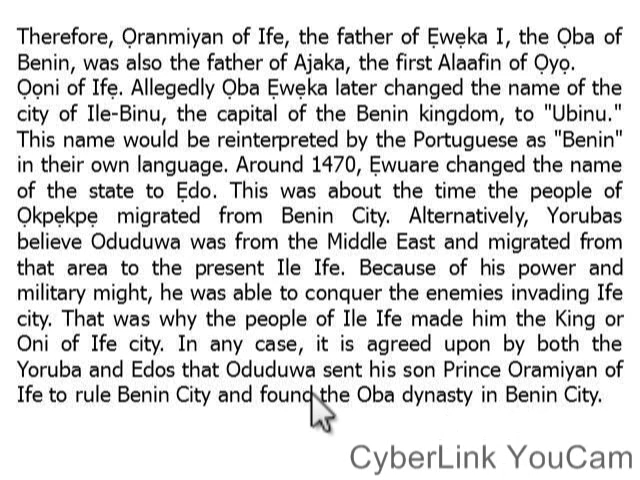 Therefore, Ọranmiyan of Ife, the father of Ẹwẹka I, the Ọba of
Benin, was also the father of Ajaka, the first Alaafin of Ọyọ.
Ọọni of Ifẹ. Allegedly Ọba Ẹwẹka later changed the name of the
city of Ile-Binu, the capital of the Benin kingdom, to "Ubinu."
This name would be reinterpreted by the Portuguese as "Benin"
in their own language. Around 1470, Ẹwuare changed the name
of the state to Ẹdo. This was about the time the people of
Ọkpẹkpẹ migrated from Benin City. Alternatively, Yorubas
believe Oduduwa was from the Middle East and migrated from
that area to the present Ile Ife. Because of his power and
military might, he was able to conquer the enemies invading Ife
city. That was why the people of Ile Ife made him the King or
Oni of Ife city. In any case, it is agreed upon by both the
Yoruba and Edos that Oduduwa sent his son Prince Oramiyan of
Ife to rule Benin City and found the Oba dynasty in Benin City.
CyberLink YouCam